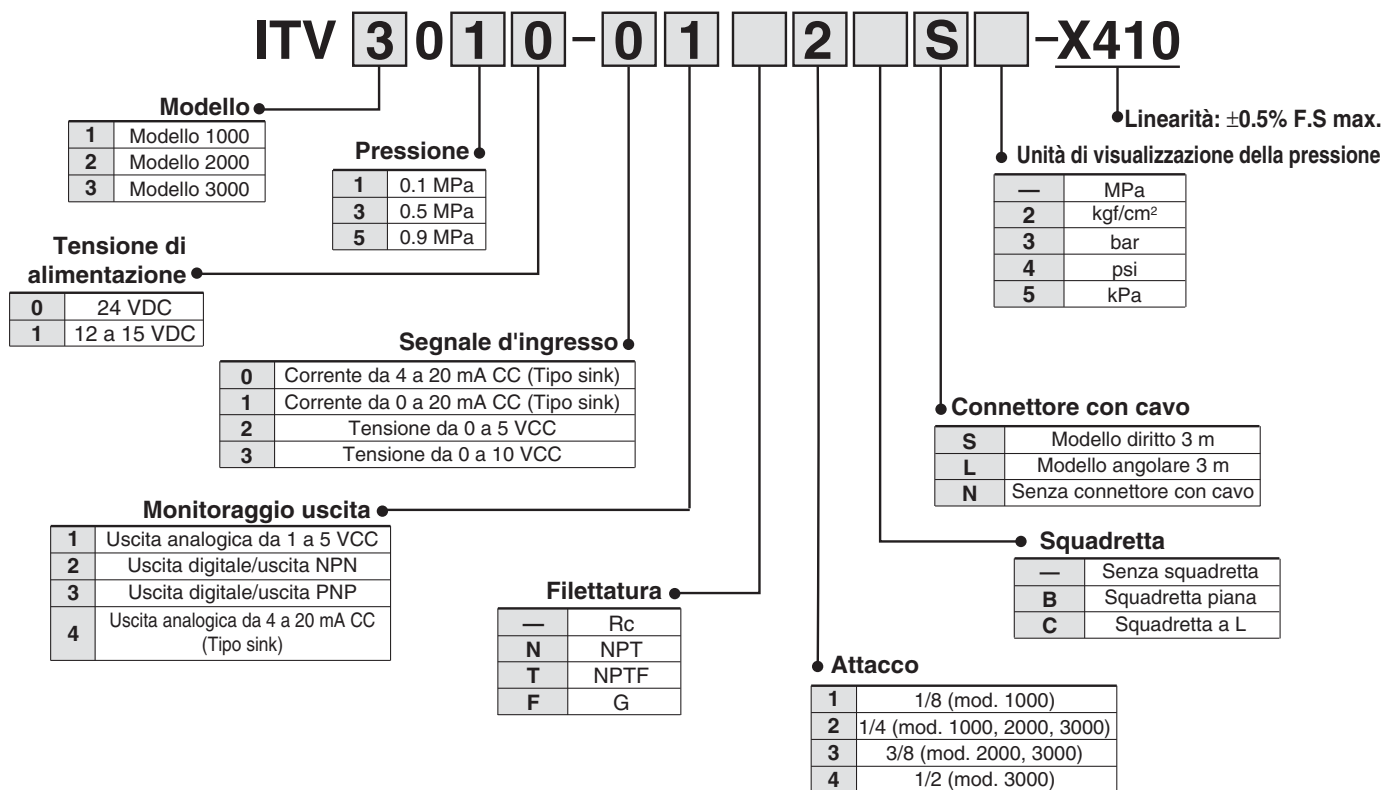 ITV 3 0 1 0 - 0 1 2 S -X410
Linearità: ±0.5% F.S max.
Modello
1 Modello 1000
2 Modello 2000
3 Modello 3000
Pressione
1 0.1 MPa
3 0.5 MPa
5 0.9 MPa
Unità di visualizzazione della pressione
— MPa
2 kgf/cm²
3 bar
4 psi
5 kPa
Tensione di
alimentazione
0 24 VDC
1 12 a 15 VDC
Segnale d'ingresso
0 Corrente da 4 a 20 mA CC (Tipo sink)
1 Corrente da 0 a 20 mA CC (Tipo sink)
2 Tensione da 0 a 5 VCC
3 Tensione da 0 a 10 VCC
Connettore con cavo
S Modello diritto 3 m
L Modello angolare 3 m
N Senza connettore con cavo
Monitoraggio uscita
1 Uscita analogica da 1 a 5 VCC
2 Uscita digitale/uscita NPN
3 Uscita digitale/uscita PNP
4 Uscita analogica da 4 a 20 mA CC
(Tipo sink)
Squadretta
— Senza squadretta
B Squadretta piana
C Squadretta a L
Filettatura
— Rc
N NPT
T NPTF
F G
Attacco
1 1/8 (mod. 1000)
2 1/4 (mod. 1000, 2000, 3000)
3 3/8 (mod. 2000, 3000)
4 1/2 (mod. 3000)